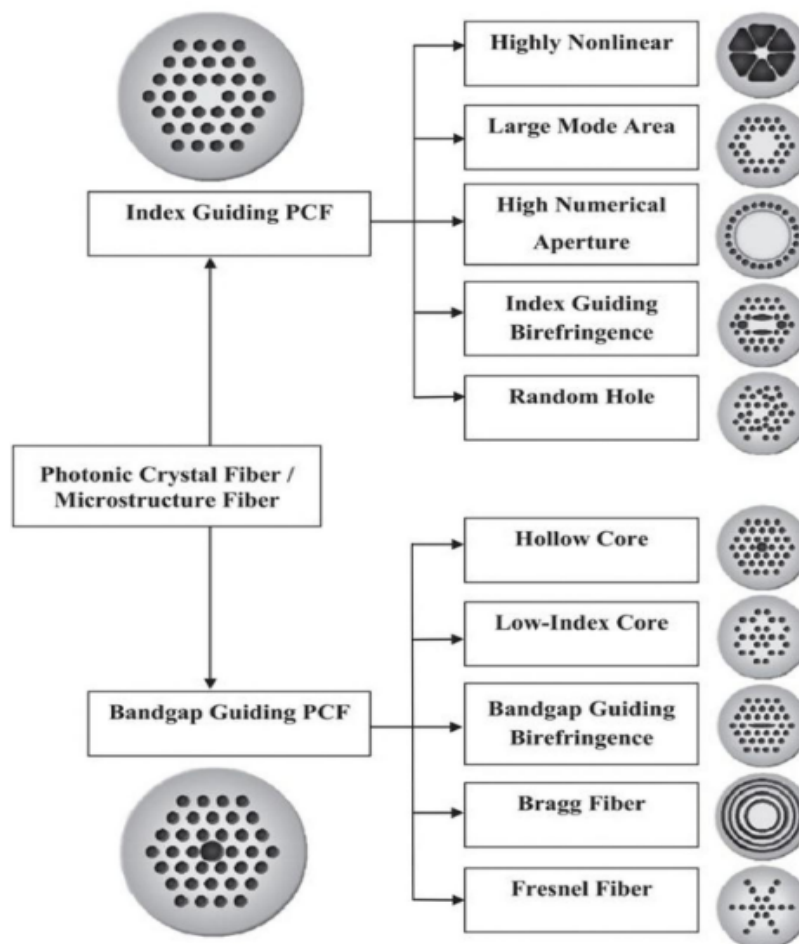 Highly Nonlinear
Large Mode Area
Index Guiding PCF
High Numerical
Aperture
Index Guiding
Birefringence
Random Hole
Photonic Crystal Fiber /
Microstructure Fiber
Hollow Core
Low-Index Core
Bandgap Guiding PCF
Bandgap Guiding
Birefringence
Bragg Fiber
Fresnel Fiber